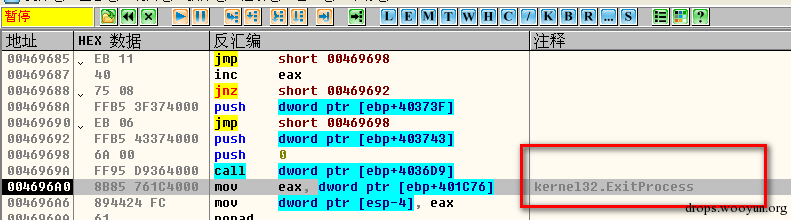 暂停 L E M T W H C / K B R ... S ?
地址 HEX 数据 反汇编 注释
00469685 EB 11 jmp short 00469698
00469687 40 inc eax
00469688 75 08 jnz short 00469692
0046968A FFB5 3F374000 push dword ptr [ebp+40373F]
00469690 EB 06 jmp short 00469698
00469692 FFB5 43374000 push dword ptr [ebp+403743]
00469698 6A 00 push 0
0046969A FF95 D9364000 call dword ptr [ebp+4036D9]
004696A0 8B85 761C4000 mov eax, dword ptr [ebp+401C76] kernel32.ExitProcess
004696A6 894424 FC mov dword ptr [esp-4], eax
004696AA 61 popad
drops.wooyun.org